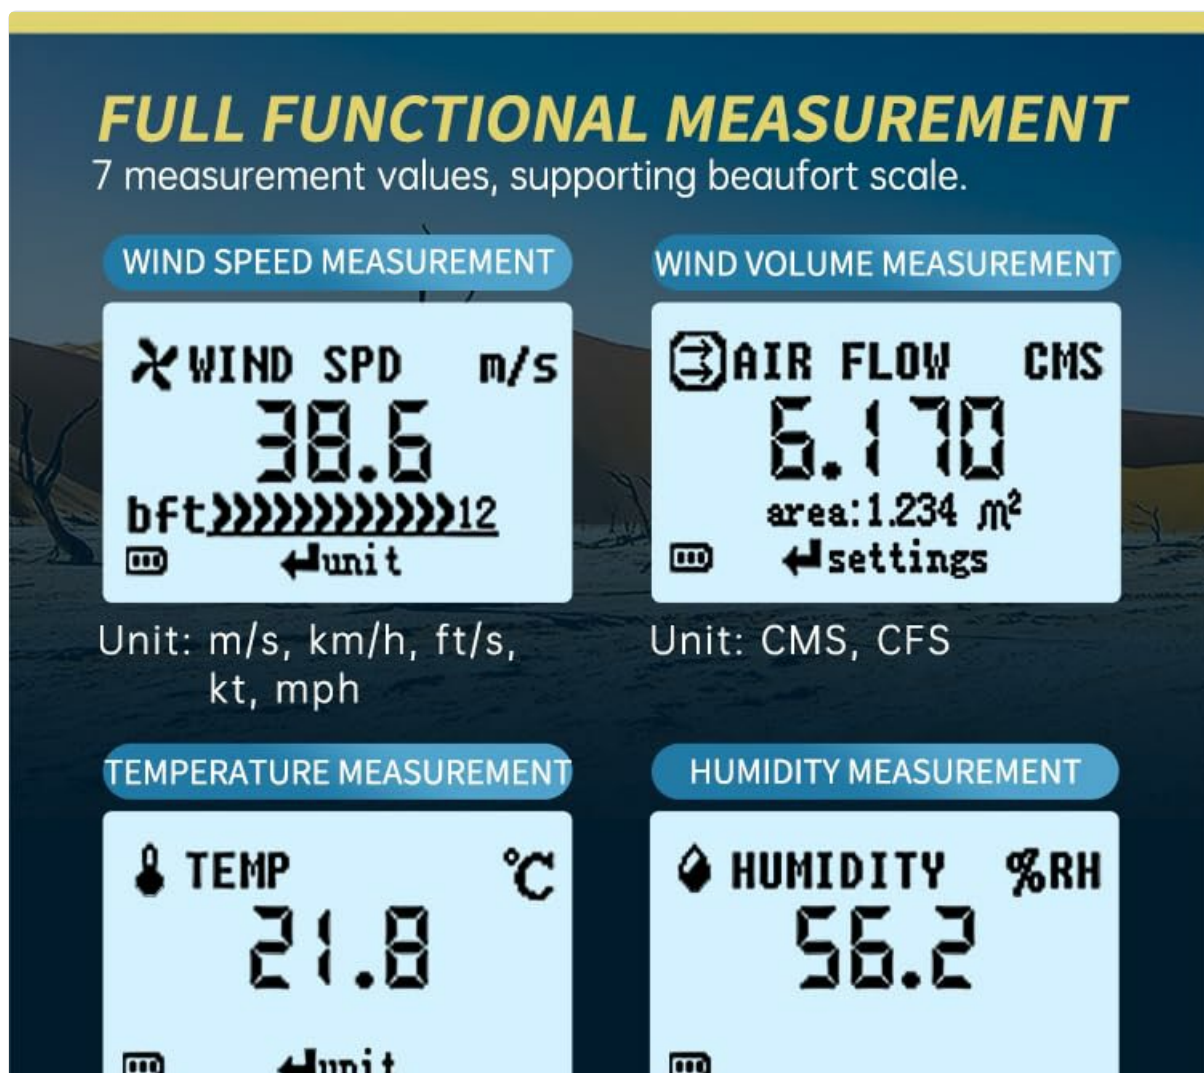 FULL FUNCTIONAL MEASUREMENT
7 measurement values, supporting beaufort scale.
WIND SPEED MEASUREMENT
WIND SPD m/s
38.6
bft 12
unit
Unit: m/s, km/h, ft/s,
kt, mph
WIND VOLUME MEASUREMENT
AIR FLOW CMS
6.170
area:1.234 m²
settings
Unit: CMS, CFS
TEMPERATURE MEASUREMENT
TEMP °C
21.8
unit
HUMIDITY MEASUREMENT
HUMIDITY %RH
56.2